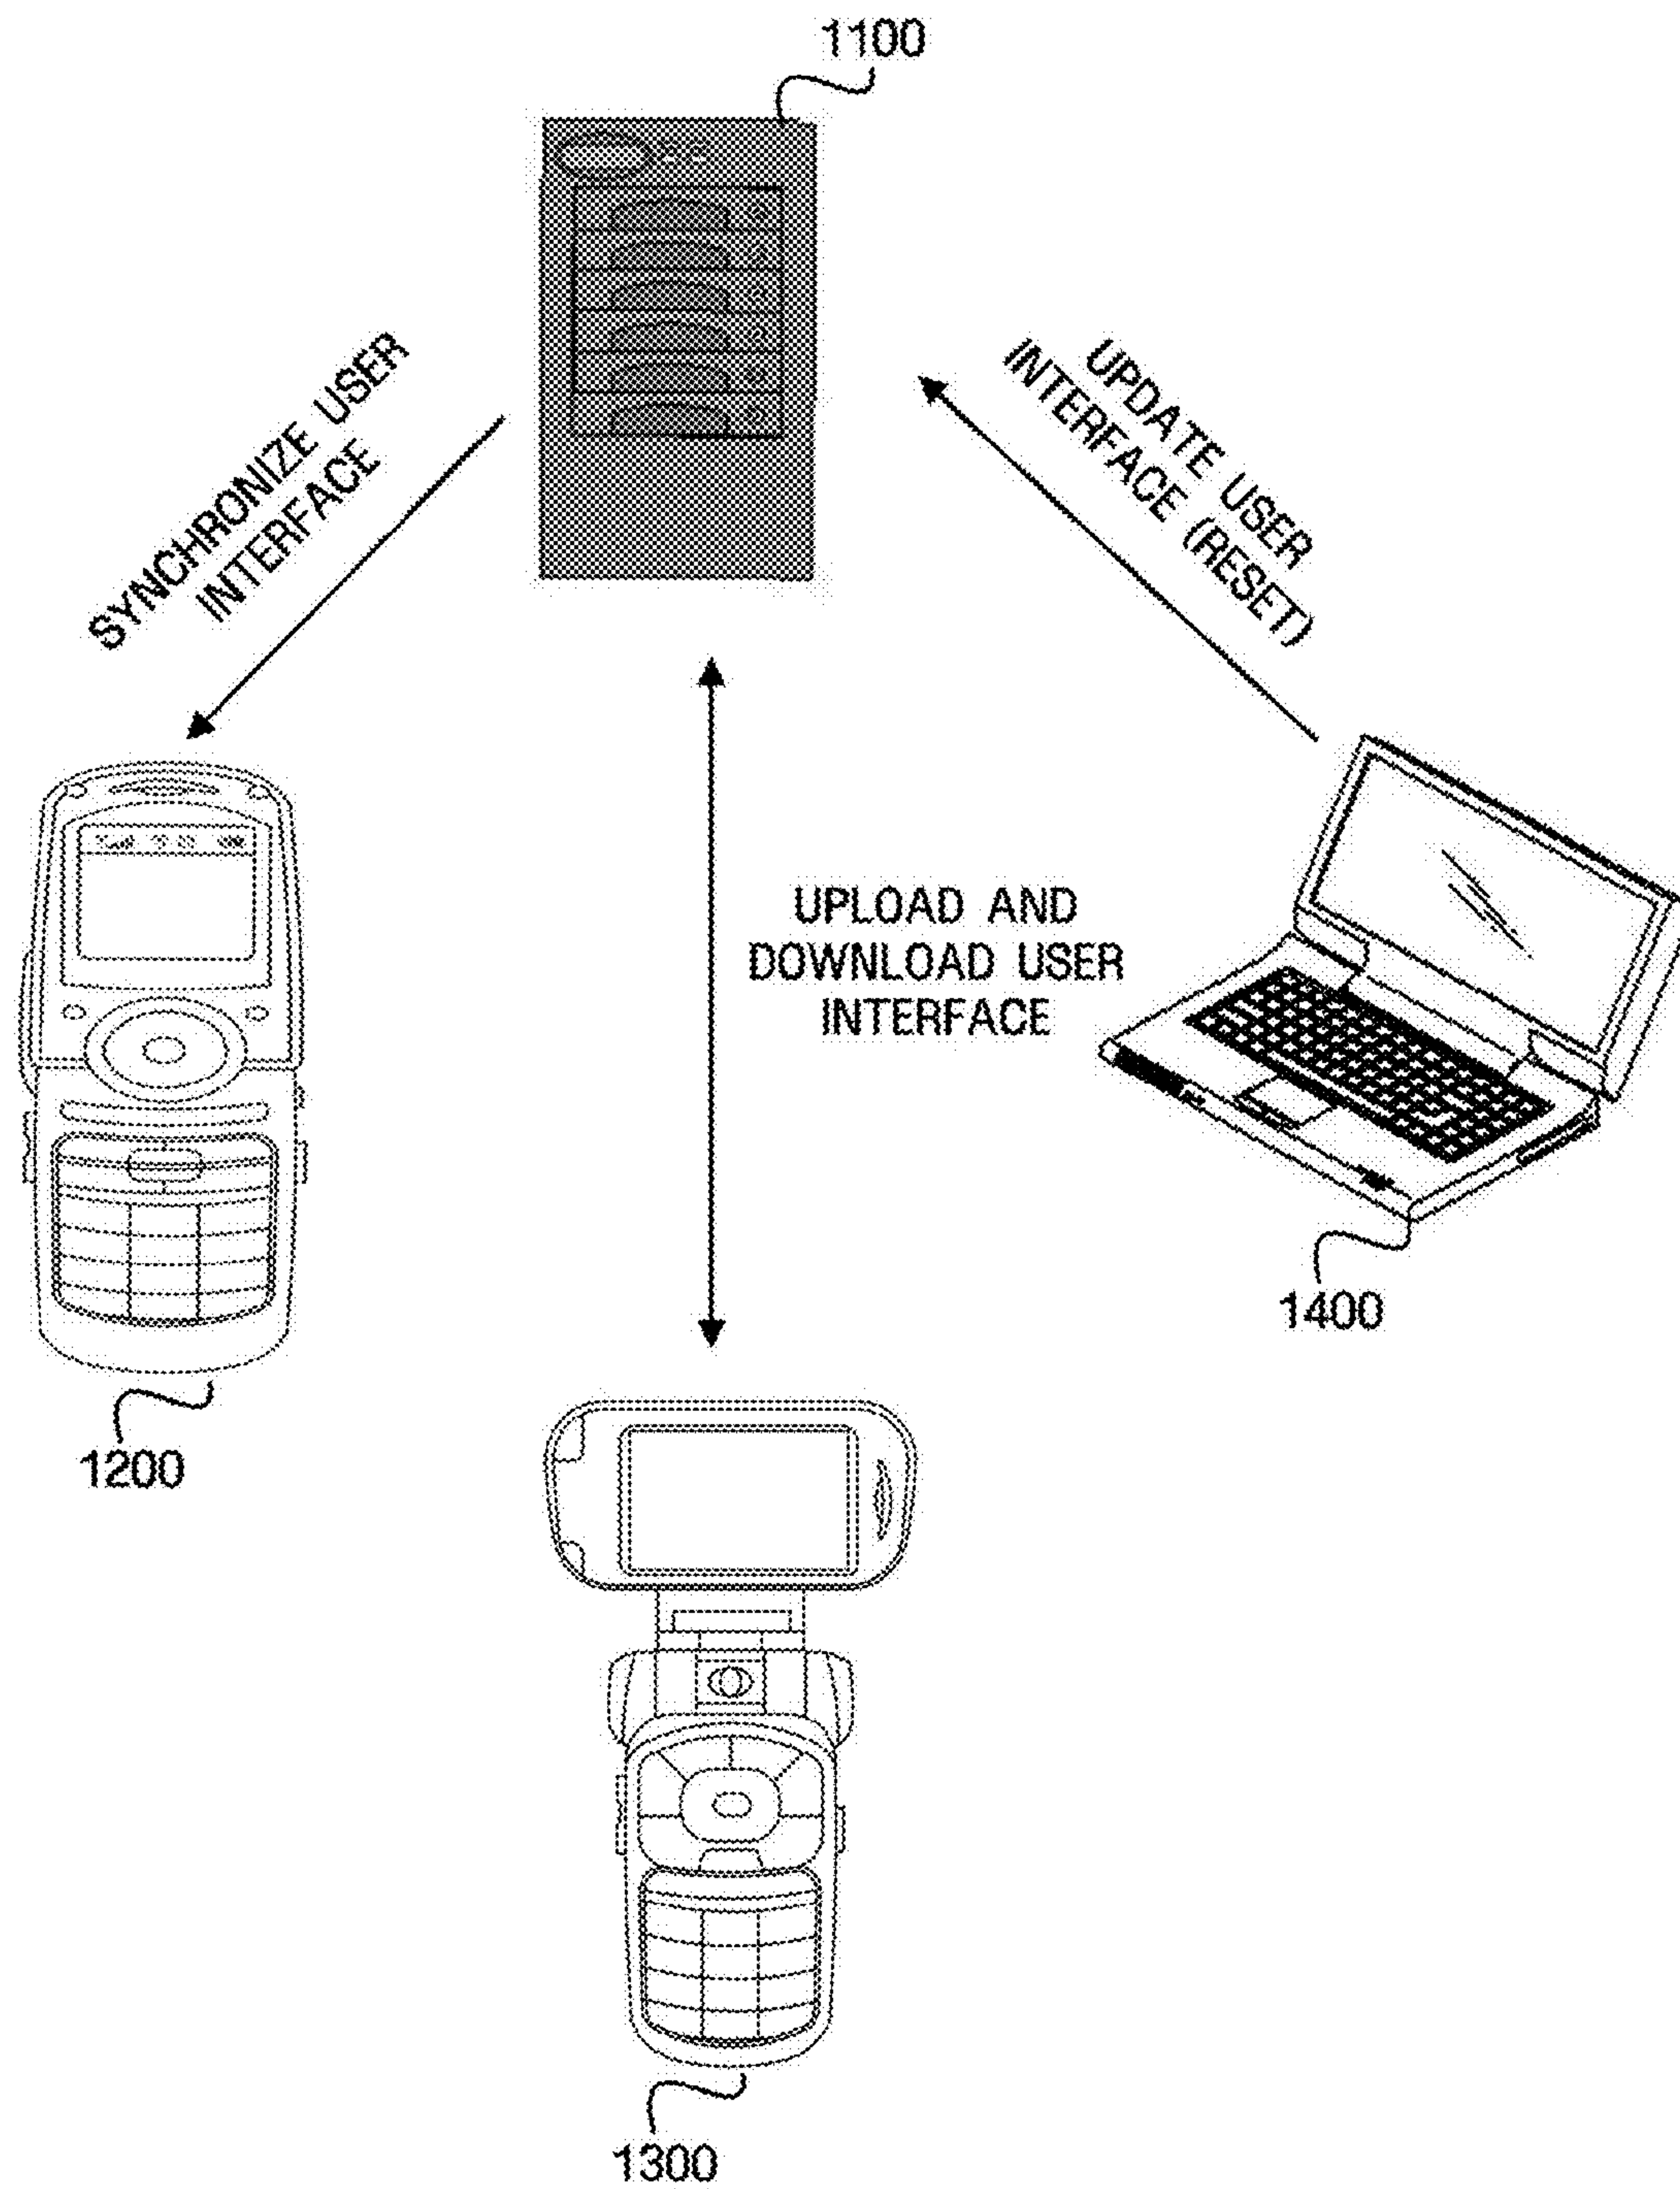 1100
SYNCHRONIZE USER
INTERFACE
UPDATE USER
INTERFACE (RESET)
UPLOAD AND
DOWNLOAD USER
INTERFACE
1400
1200
1300